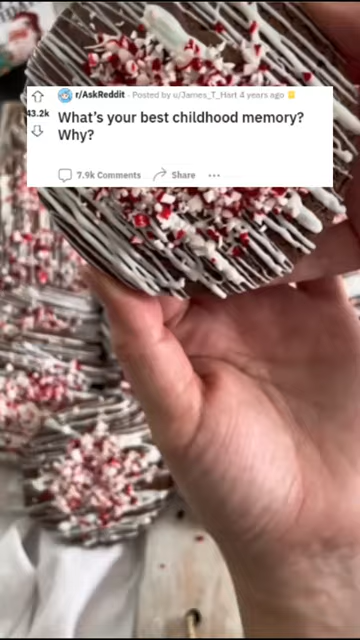 r/AskReddit · Posted by u/James_T_Hart 4 years ago
43.2k
What's your best childhood memory?
Why?
7.9k Comments Share